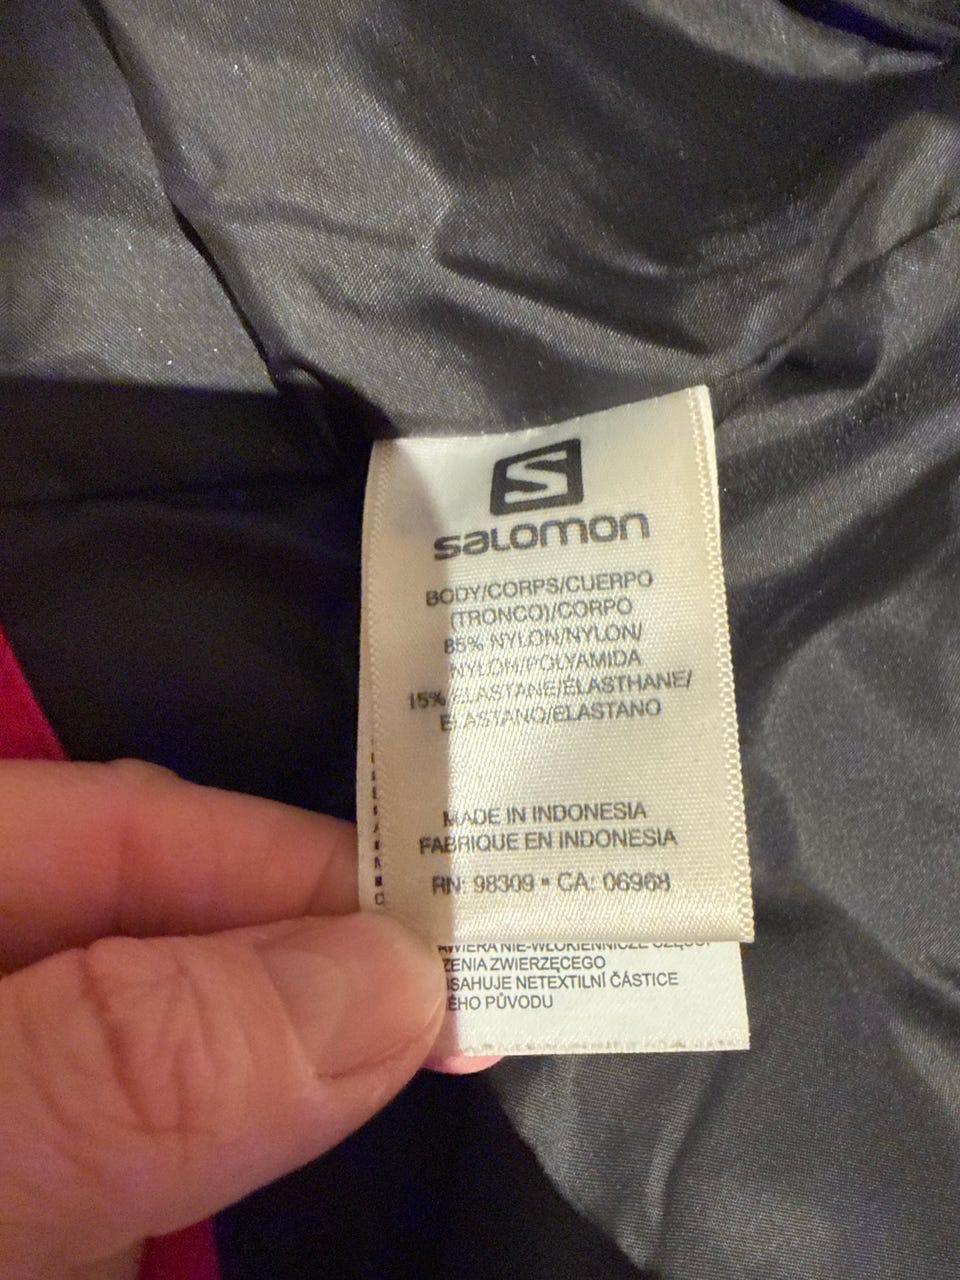 S
salomon
BODY/CORPS/CUERPO
(TRONCO)/CORPO
85% NYLON/NYLON/
NYLON/POLYAMIDA
15% ELASTANE/ÉLASTHANE/
ELASTANO/ELASTANO
MADE IN INDONESIA
FABRIQUE EN INDONESIA
RN: 98309 ▪ CA: 06968
ZENIA ZWIERZĘCEGO
SAHUJE NETEXTILNÍ ČÁSTICE
ÉHO PŮVODU